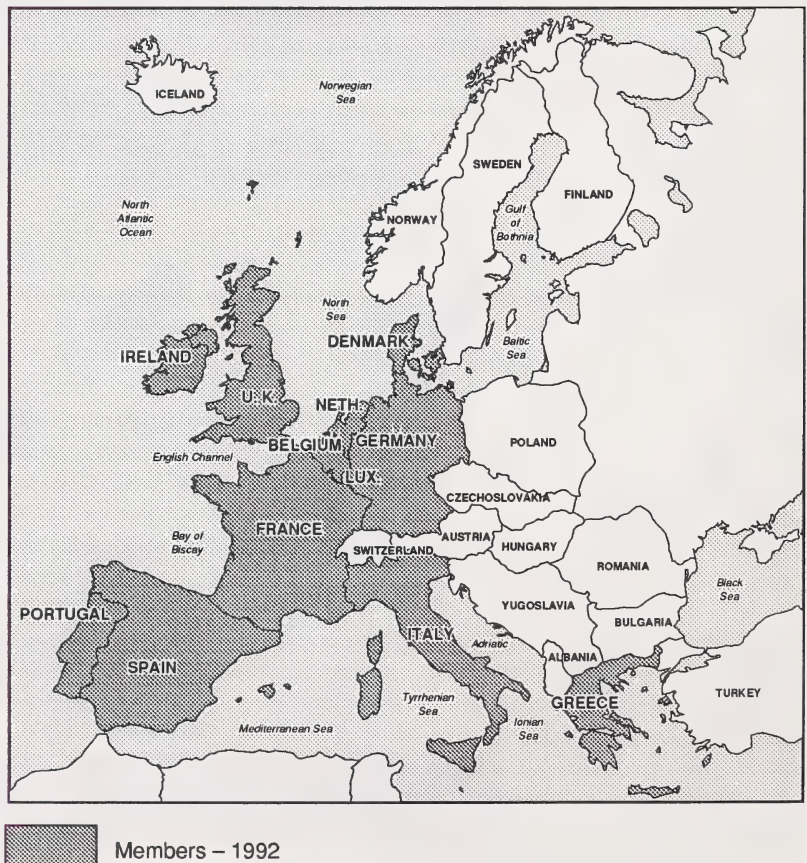 ICELAND
Norwegian
Sea
SWEDEN
FINLAND
North
Atlantic
Ocean
NORWAY
Gulf
of
Bothnia
North
Sea
DENMARK
Baltic
Sea
IRELAND
U.K.
NETH.
BELGIUM
GERMANY
POLAND
English Channel
LUX.
CZECHOSLOVAKIA
FRANCE
Bay of
Biscay
AUSTRIA
SWITZERLAND
HUNGARY
ROMANIA
Black
Sea
YUGOSLAVIA
PORTUGAL
BULGARIA
ITALY
Adriatic
SPAIN
ALBANIA
TURKEY
Tyrrhenian
Sea
GREECE
Mediterranean Sea
Ionian
Sea
Members – 1992